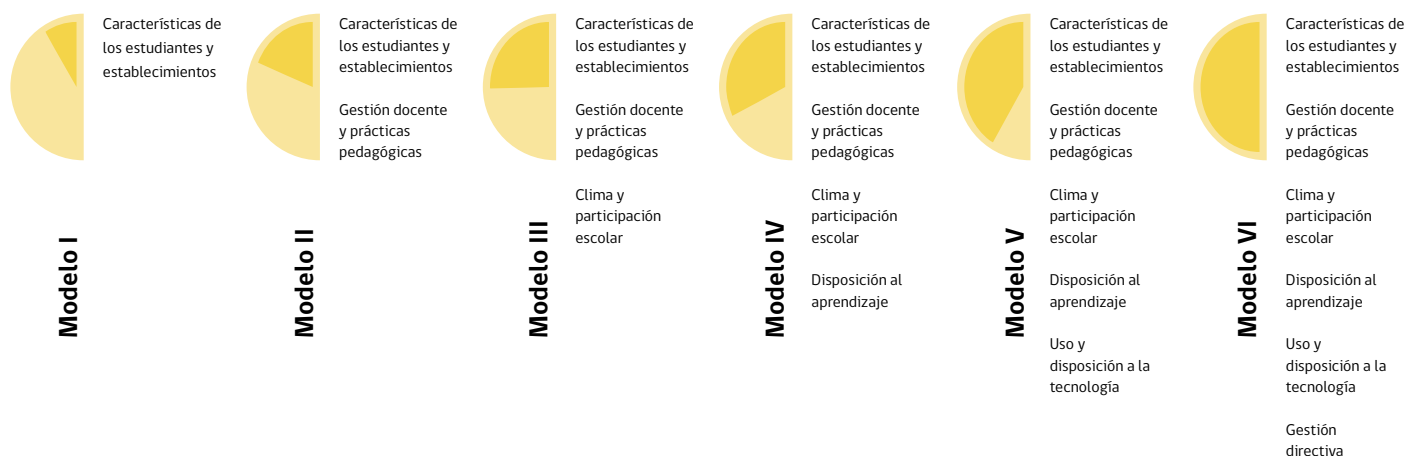 Modelo I
Características de
los estudiantes y
establecimientos
Modelo II
Características de
los estudiantes y
establecimientos
Gestión docente
y prácticas
pedagógicas
Modelo III
Características de
los estudiantes y
establecimientos
Gestión docente
y prácticas
pedagógicas
Clima y
participación
escolar
Modelo IV
Características de
los estudiantes y
establecimientos
Gestión docente
y prácticas
pedagógicas
Clima y
participación
escolar
Disposición al
aprendizaje
Modelo V
Características de
los estudiantes y
establecimientos
Gestión docente
y prácticas
pedagógicas
Clima y
participación
escolar
Disposición al
aprendizaje
Uso y
disposición a la
tecnología
Modelo VI
Características de
los estudiantes y
establecimientos
Gestión docente
y prácticas
pedagógicas
Clima y
participación
escolar
Disposición al
aprendizaje
Uso y
disposición a la
tecnología
Gestión
directiva